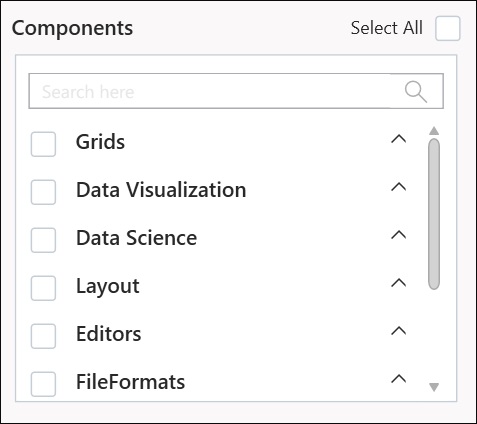 Components
Select All
Search here
Grids
Data Visualization
Data Science
Layout
Editors
FileFormats